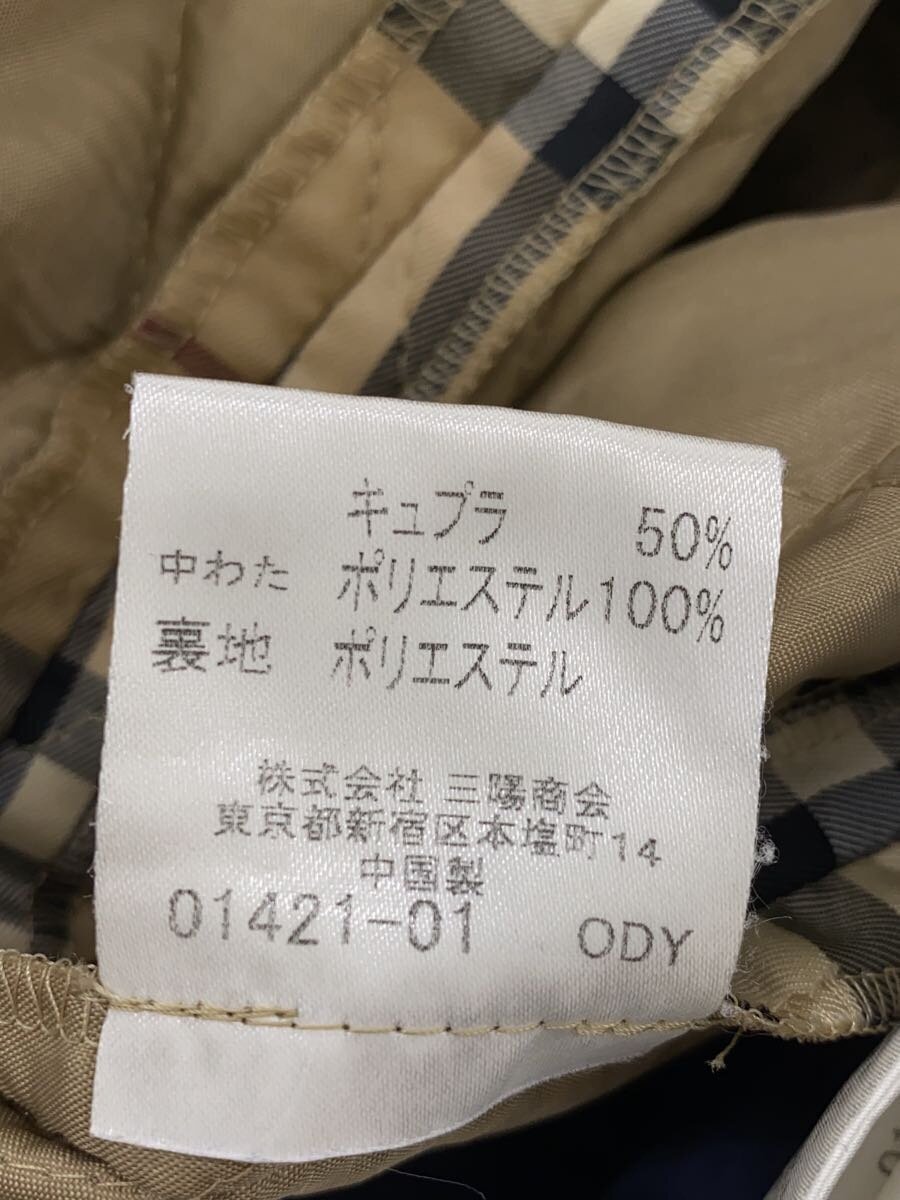 キュプラ 50%
中わた ポリエステル100%
裏地 ポリエステル
株式会社 三陽商会
東京都新宿区本塩町14
中国製
01421-01 ODY